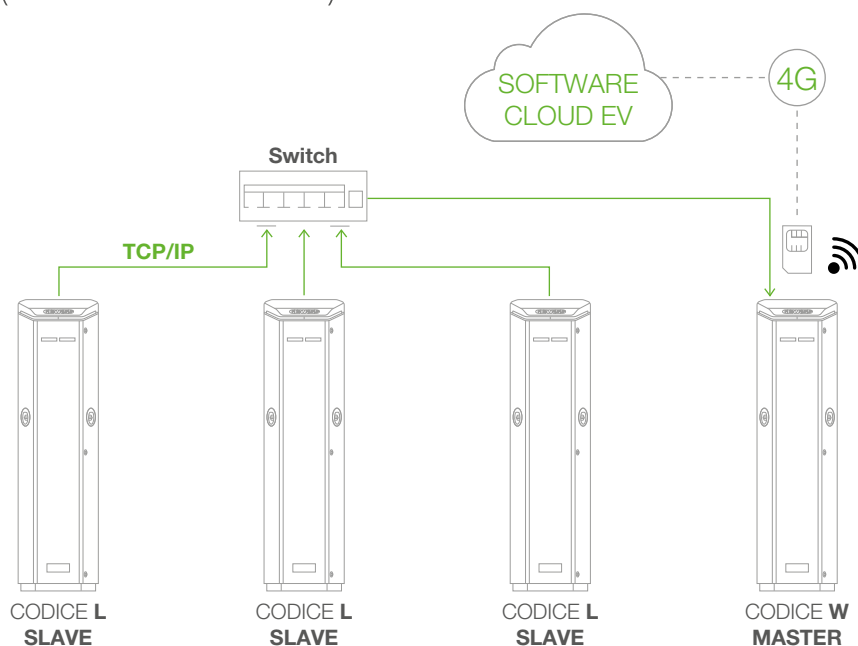 SOFTWARE
CLOUD EV
4G
Switch
TCP/IP
CODICE L
SLAVE
CODICE L
SLAVE
CODICE L
SLAVE
CODICE W
MASTER